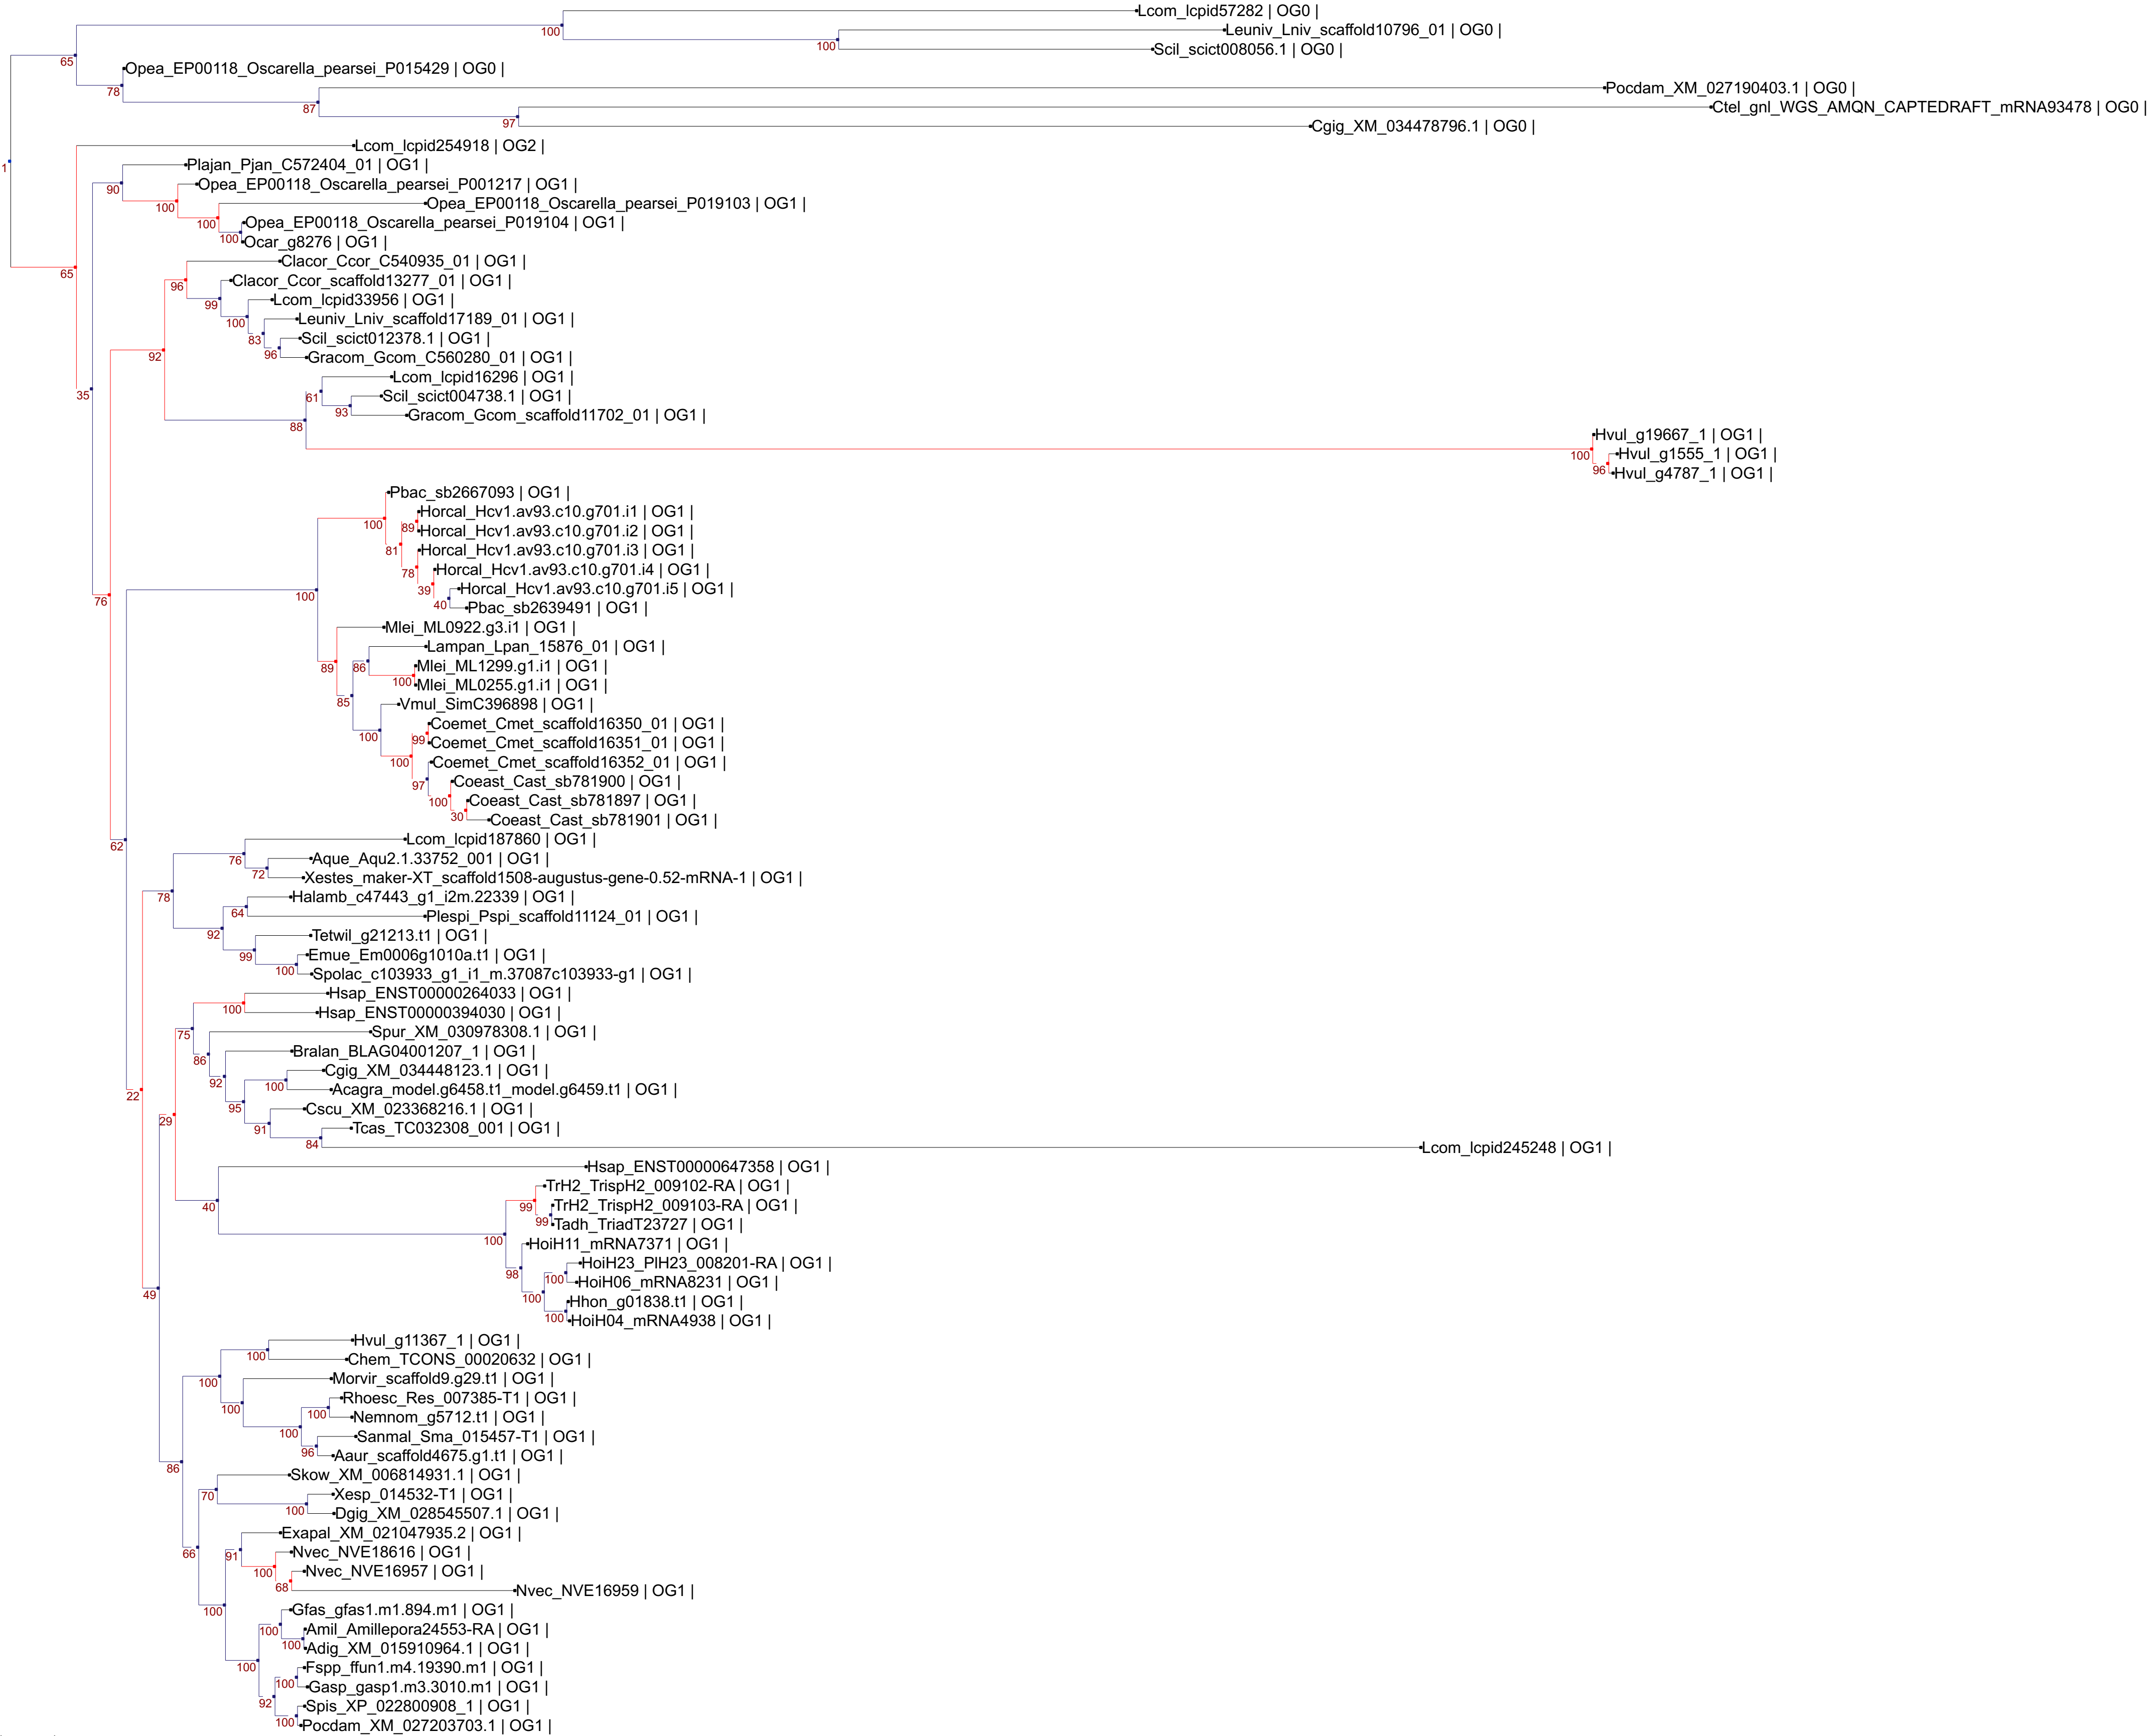 Lcom_lcpid57282 | OG0 |
100
Leuniv_Lniv_scaffold10796_01 | OG0 |
100
Scil_scict008056.1 | OG0 |
65
Opea_EP00118_Oscarella_pearsei_P015429 | OG0 |
78
Pocdam_XM_027190403.1 | OG0 |
87
Ctel_gnl_WGS_AMQN_CAPTEDRAFT_mRNA93478 | OG0 |
97
Cgig_XM_034478796.1 | OG0 |
1
Lcom_lcpid254918 | OG2 |
65
Plajan_Pjan_C572404_01 | OG1 |
90
Opea_EP00118_Oscarella_pearsei_P001217 | OG1 |
100
Opea_EP00118_Oscarella_pearsei_P019103 | OG1 |
100
Opea_EP00118_Oscarella_pearsei_P019104 | OG1 |
100
Ocar_g8276 | OG1 |
35
Clacor_Ccor_C540935_01 | OG1 |
96
Clacor_Ccor_scaffold13277_01 | OG1 |
99
Lcom_lcpid33956 | OG1 |
100
Leuniv_Lniv_scaffold17189_01 | OG1 |
83
Scil_scict012378.1 | OG1 |
96
Gracom_Gcom_C560280_01 | OG1 |
92
Lcom_lcpid16296 | OG1 |
61
Scil_scict004738.1 | OG1 |
93
Gracom_Gcom_scaffold11702_01 | OG1 |
88
Hvul_g19667_1 | OG1 |
100
Hvul_g1555_1 | OG1 |
96
Hvul_g4787_1 | OG1 |
76
Pbac_sb2667093 | OG1 |
100
Horcal_Hcv1.av93.c10.g701.i1 | OG1 |
89
Horcal_Hcv1.av93.c10.g701.i2 | OG1 |
81
Horcal_Hcv1.av93.c10.g701.i3 | OG1 |
78
Horcal_Hcv1.av93.c10.g701.i4 | OG1 |
39
Horcal_Hcv1.av93.c10.g701.i5 | OG1 |
40
Pbac_sb2639491 | OG1 |
100
Mlei_ML0922.g3.i1 | OG1 |
89
Lampan_Lpan_15876_01 | OG1 |
86
Mlei_ML1299.g1.i1 | OG1 |
100
Mlei_ML0255.g1.i1 | OG1 |
85
Vmul_SimC396898 | OG1 |
100
Coemet_Cmet_scaffold16350_01 | OG1 |
99
Coemet_Cmet_scaffold16351_01 | OG1 |
100
Coemet_Cmet_scaffold16352_01 | OG1 |
97
Coeast_Cast_sb781900 | OG1 |
100
Coeast_Cast_sb781897 | OG1 |
30
Coeast_Cast_sb781901 | OG1 |
62
Lcom_lcpid187860 | OG1 |
76
Aque_Aqu2.1.33752_001 | OG1 |
72
Xestes_maker-XT_scaffold1508-augustus-gene-0.52-mRNA-1 | OG1 |
78
Halamb_c47443_g1_i2m.22339 | OG1 |
64
Plespi_Pspi_scaffold11124_01 | OG1 |
92
Tetwil_g21213.t1 | OG1 |
99
Emue_Em0006g1010a.t1 | OG1 |
100
Spolac_c103933_g1_i1_m.37087c103933-g1 | OG1 |
22
Hsap_ENST00000264033 | OG1 |
100
Hsap_ENST00000394030 | OG1 |
75
Spur_XM_030978308.1 | OG1 |
86
Bralan_BLAG04001207_1 | OG1 |
92
Cgig_XM_034448123.1 | OG1 |
100
Acagra_model.g6458.t1_model.g6459.t1 | OG1 |
95
Cscu_XM_023368216.1 | OG1 |
91
Tcas_TC032308_001 | OG1 |
84
Lcom_lcpid245248 | OG1 |
29
Hsap_ENST00000647358 | OG1 |
40
TrH2_TrispH2_009102-RA | OG1 |
99
TrH2_TrispH2_009103-RA | OG1 |
99
Tadh_TriadT23727 | OG1 |
100
HoiH11_mRNA7371 | OG1 |
98
HoiH23_PlH23_008201-RA | OG1 |
100
HoiH06_mRNA8231 | OG1 |
100
Hhon_g01838.t1 | OG1 |
100
HoiH04_mRNA4938 | OG1 |
49
Hvul_g11367_1 | OG1 |
100
Chem_TCONS_00020632 | OG1 |
100
Morvir_scaffold9.g29.t1 | OG1 |
100
Rhoesc_Res_007385-T1 | OG1 |
100
Nemnom_g5712.t1 | OG1 |
100
Sanmal_Sma_015457-T1 | OG1 |
96
Aaur_scaffold4675.g1.t1 | OG1 |
86
Skow_XM_006814931.1 | OG1 |
70
Xesp_014532-T1 | OG1 |
100
Dgig_XM_028545507.1 | OG1 |
66
Exapal_XM_021047935.2 | OG1 |
91
Nvec_NVE18616 | OG1 |
100
Nvec_NVE16957 | OG1 |
68
Nvec_NVE16959 | OG1 |
100
Gfas_gfas1.m1.894.m1 | OG1 |
100
Amil_Amillepora24553-RA | OG1 |
100
Adig_XM_015910964.1 | OG1 |
100
Fspp_ffun1.m4.19390.m1 | OG1 |
100
Gasp_gasp1.m3.3010.m1 | OG1 |
92
Spis_XP_022800908_1 | OG1 |
100
Pocdam_XM_027203703.1 | OG1 |